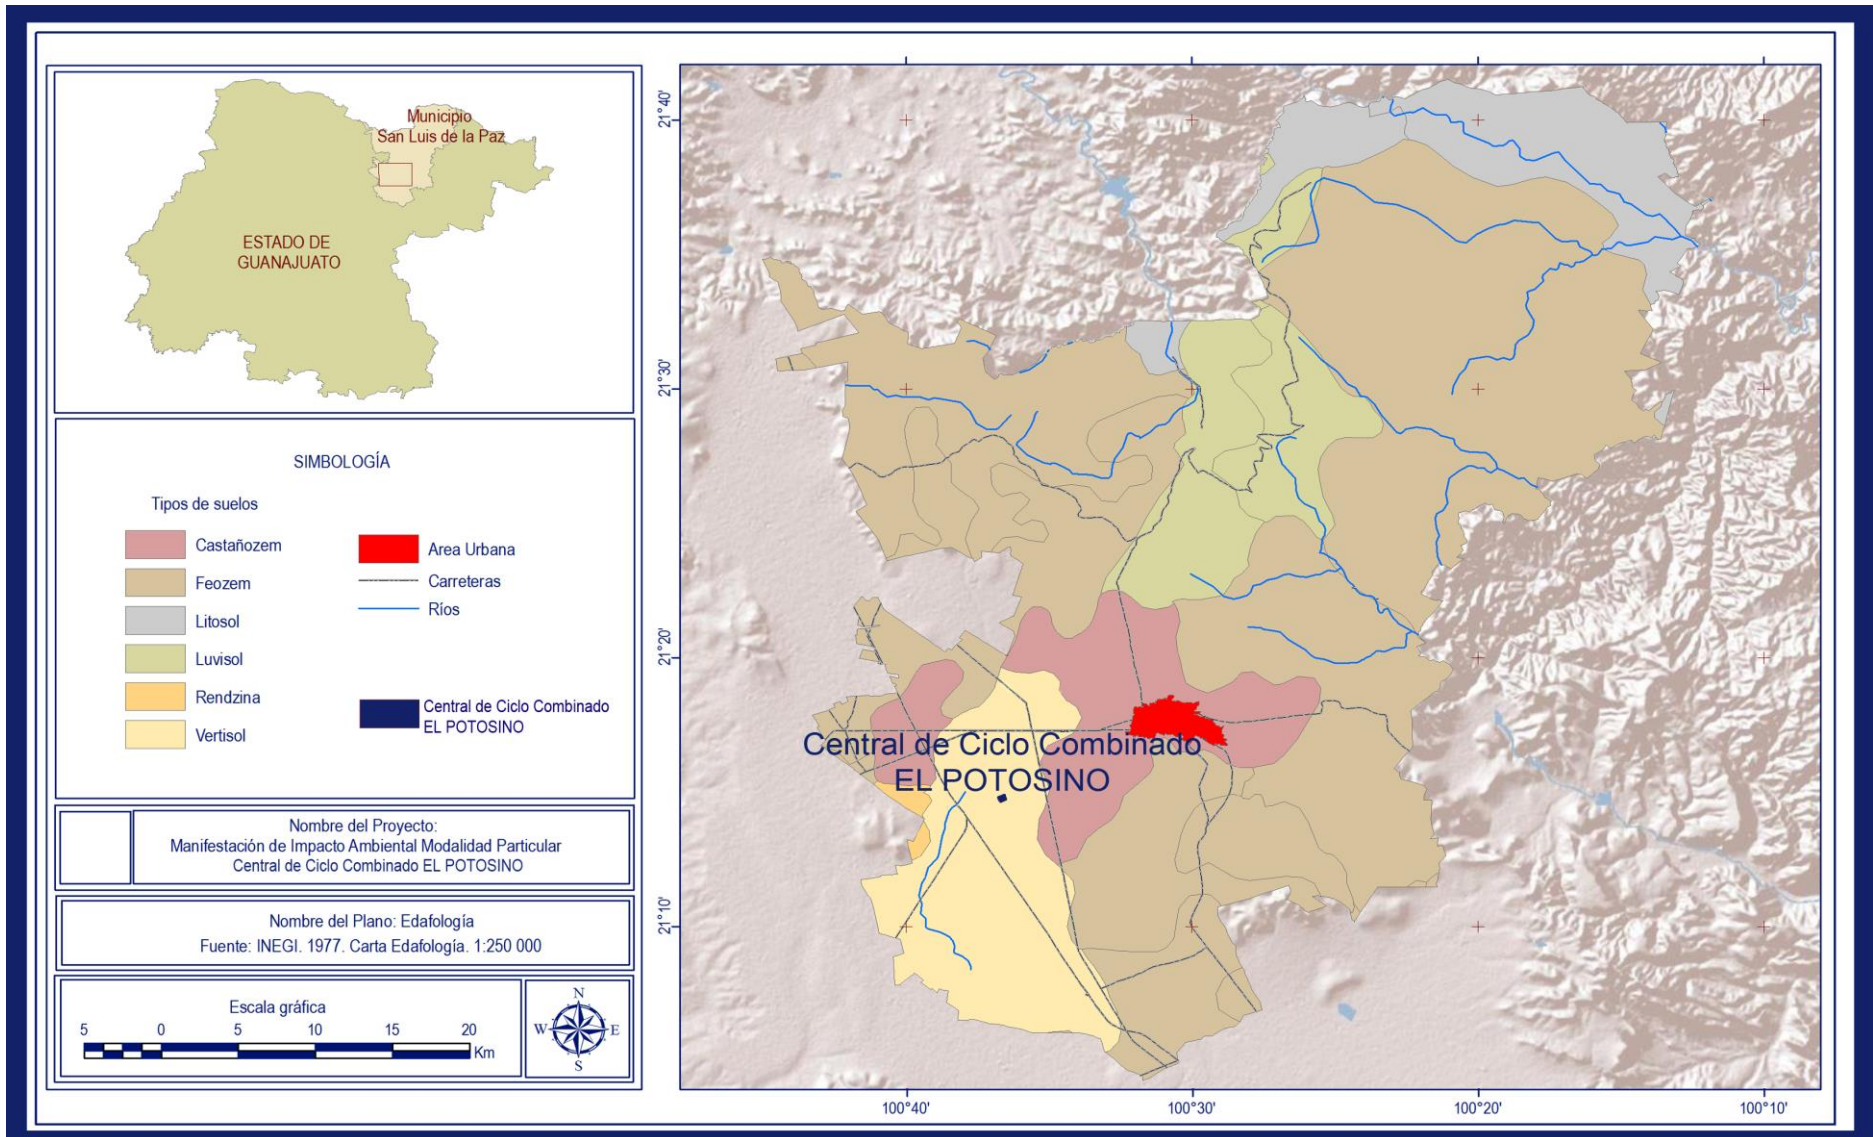 Municipio
San Luis de la Paz
ESTADO DE
GUANAJUATO
SIMBOLOGÍA
Tipos de suelos
Castañozem
Feozem
Litosol
Luvisol
Rendzina
Vertisol
Area Urbana
Carreteras
Ríos
Central de Ciclo Combinado
EL POTOSINO
Nombre del Proyecto:
Manifestación de Impacto Ambiental Modalidad Particular
Central de Ciclo Combinado EL POTOSINO
Nombre del Plano: Edafología
Fuente: INEGI. 1977. Carta Edafología. 1:250 000
Escala gráfica
5 0 5 10 15 20
Km
N
W E
S
21°40'
21°30'
21°20'
21°10'
Central de Ciclo Combinado
EL POTOSINO
100°40' 100°30' 100°20' 100°10'